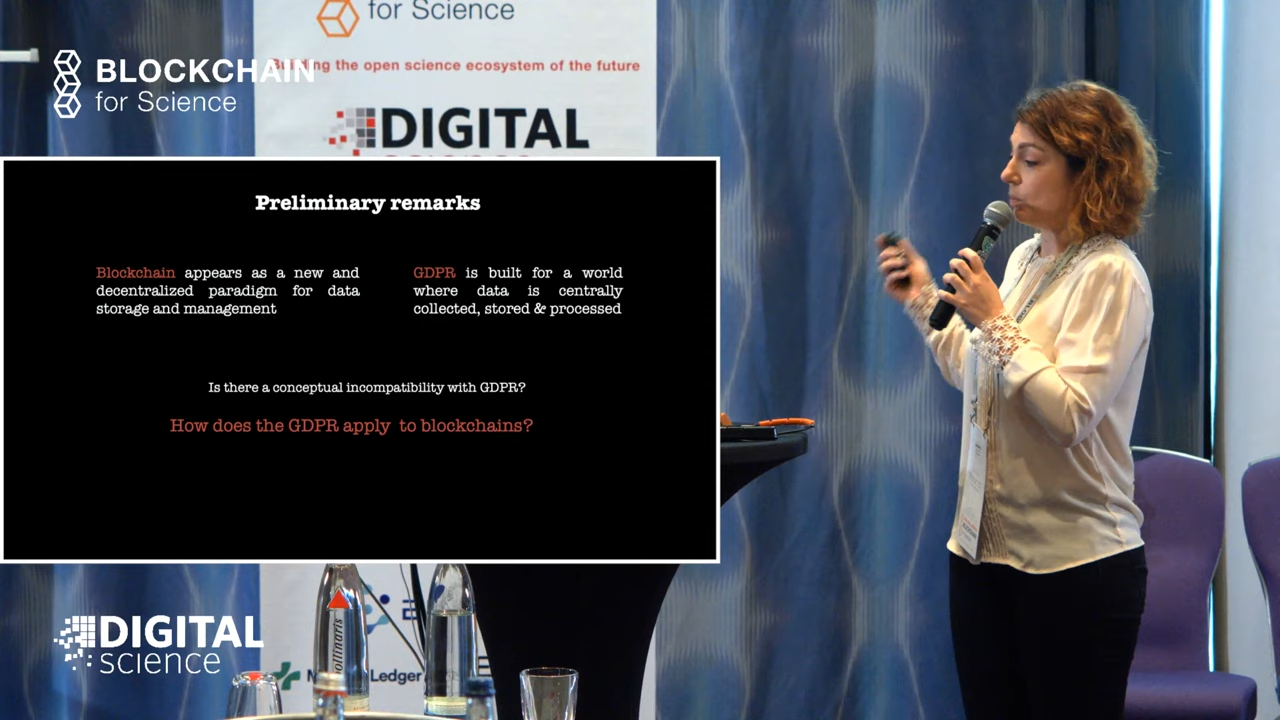 for Science
Building the open science ecosystem of the future
BLOCKCHAIN
for Science
DIGITAL
Preliminary remarks
Blockchain appears as a new and
decentralized paradigm for data
storage and management
GDPR is built for a world
where data is centrally
collected, stored & processed
Is there a conceptual incompatibility with GDPR?
How does the GDPR apply to blockchains?
DIGITAL
science
ollinaris
Ledger